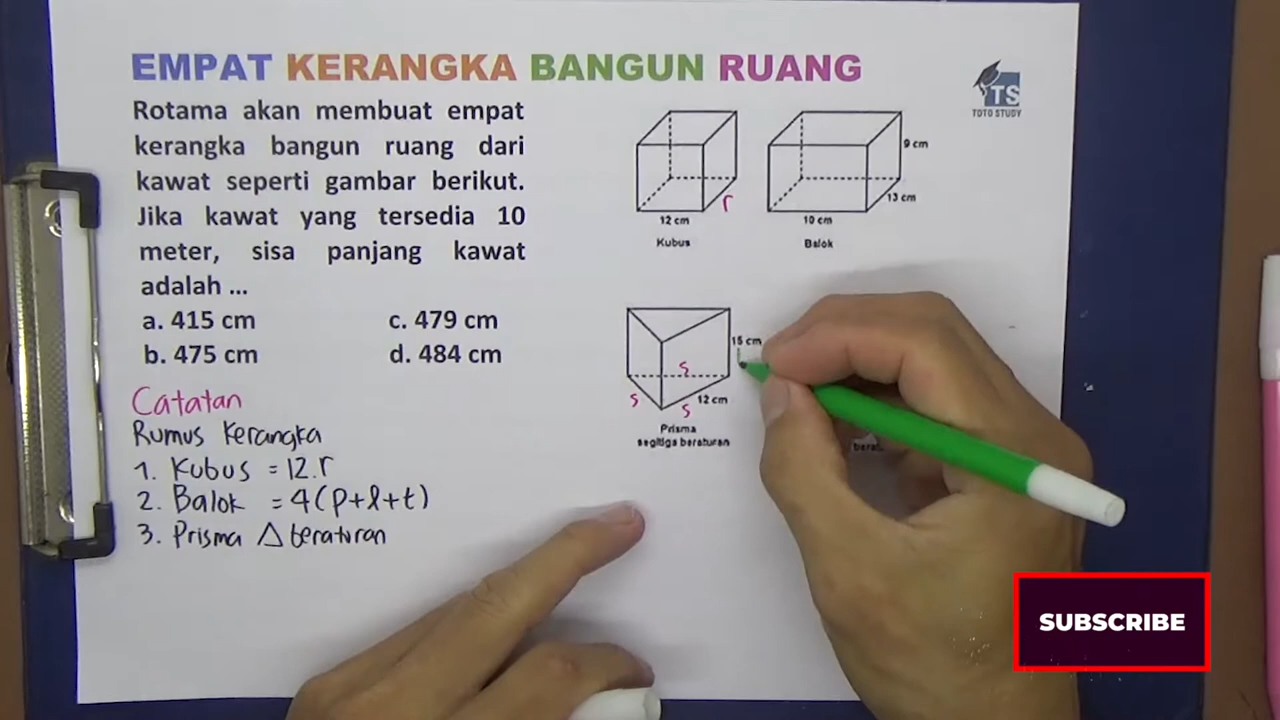 EMPAT KERANGKA BANGUN RUANG
TS
TOTO STUDY
Rotama akan membuat empat
kerangka bangun ruang dari
kawat seperti gambar berikut.
Jika kawat yang tersedia 10
meter, sisa panjang kawat
adalah ...
a. 415 cm
c. 479 cm
b. 475 cm
d. 484 cm
r
12 cm
Kubus
9 cm
13 cm
10 cm
Balok
15 cm
s
s
s
12 cm
Prisma
segitiga beraturan
Catatan
Rumus Kerangka
1. Kubus = 12.r
2. Balok = 4(p+l+t)
3. Prisma △ beraturan
SUBSCRIBE